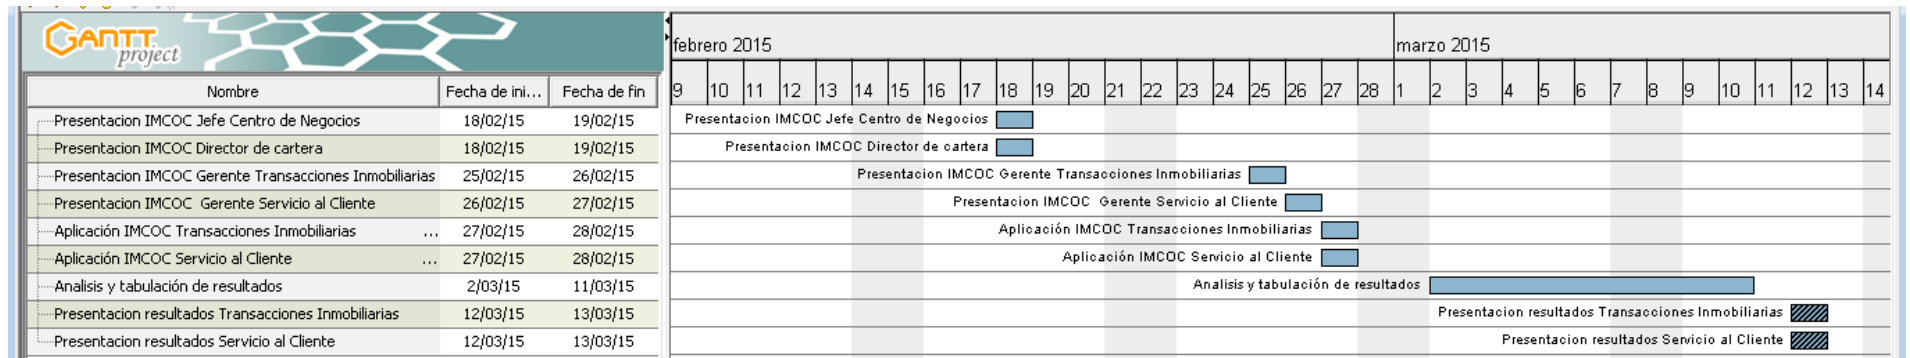 GANTT
project
febrero 2015 marzo 2015
Nombre Fecha de ini... Fecha de fin 9 10 11 12 13 14 15 16 17 18 19 20 21 22 23 24 25 26 27 28 1 2 3 4 5 6 7 8 9 10 11 12 13 14
Presentacion IMCOC Jefe Centro de Negocios 18/02/15 19/02/15 Presentacion IMCOC Jefe Centro de Negocios
Presentacion IMCOC Director de cartera 18/02/15 19/02/15 Presentacion IMCOC Director de cartera
Presentacion IMCOC Gerente Transacciones Inmobiliarias 25/02/15 26/02/15 Presentacion IMCOC Gerente Transacciones Inmobiliarias
Presentacion IMCOC Gerente Servicio al Cliente 26/02/15 27/02/15 Presentacion IMCOC Gerente Servicio al Cliente
Aplicación IMCOC Transacciones Inmobiliarias ... 27/02/15 28/02/15 Aplicación IMCOC Transacciones Inmobiliarias
Aplicación IMCOC Servicio al Cliente ... 27/02/15 28/02/15 Aplicación IMCOC Servicio al Cliente
Analisis y tabulación de resultados 2/03/15 11/03/15 Analisis y tabulación de resultados
Presentacion resultados Transacciones Inmobiliarias 12/03/15 13/03/15 Presentacion resultados Transacciones Inmobiliarias
Presentacion resultados Servicio al Cliente 12/03/15 13/03/15 Presentacion resultados Servicio al Cliente